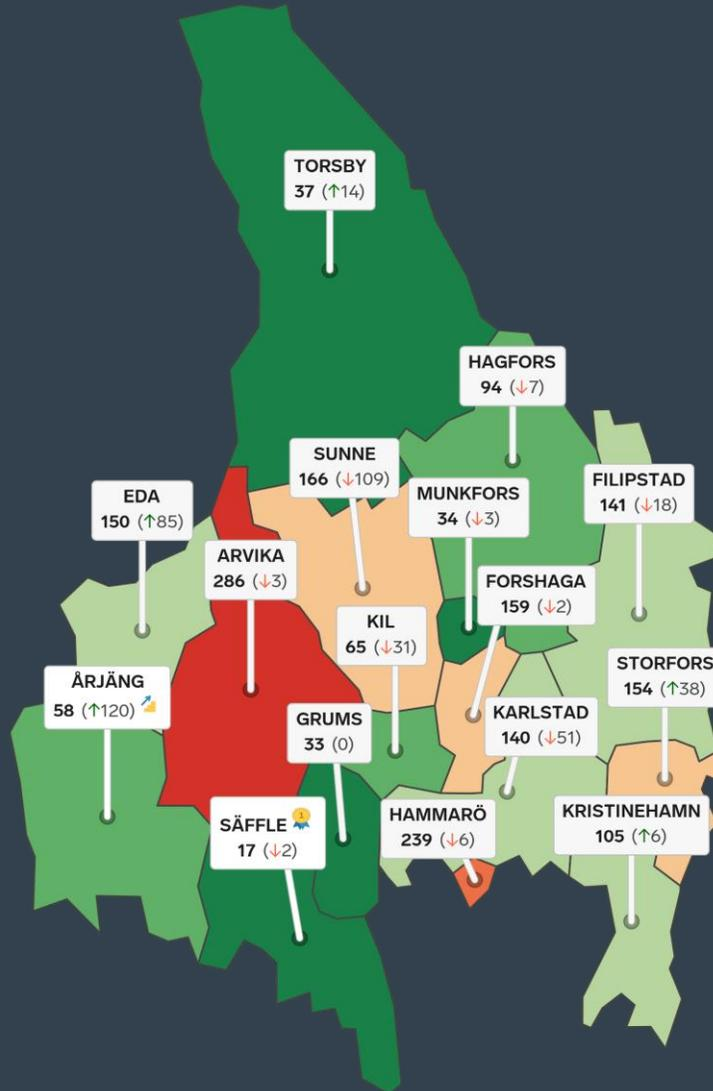 TORSBY
37 (↑14)
HAGFORS
94 (↓7)
SUNNE
166 (↓109)
MUNKFORS
34 (↓3)
FILIPSTAD
141 (↓18)
EDA
150 (↑85)
ARVIKA
286 (↓3)
FORSHAGA
159 (↓2)
KIL
65 (↓31)
STORFORS
154 (↑38)
ÅRJÄNG
58 (↑120)
GRUMS
33 (0)
KARLSTAD
140 (↓51)
SÄFFLE 1
17 (↓2)
HAMMARÖ
239 (↓6)
KRISTINEHAMN
105 (↑6)